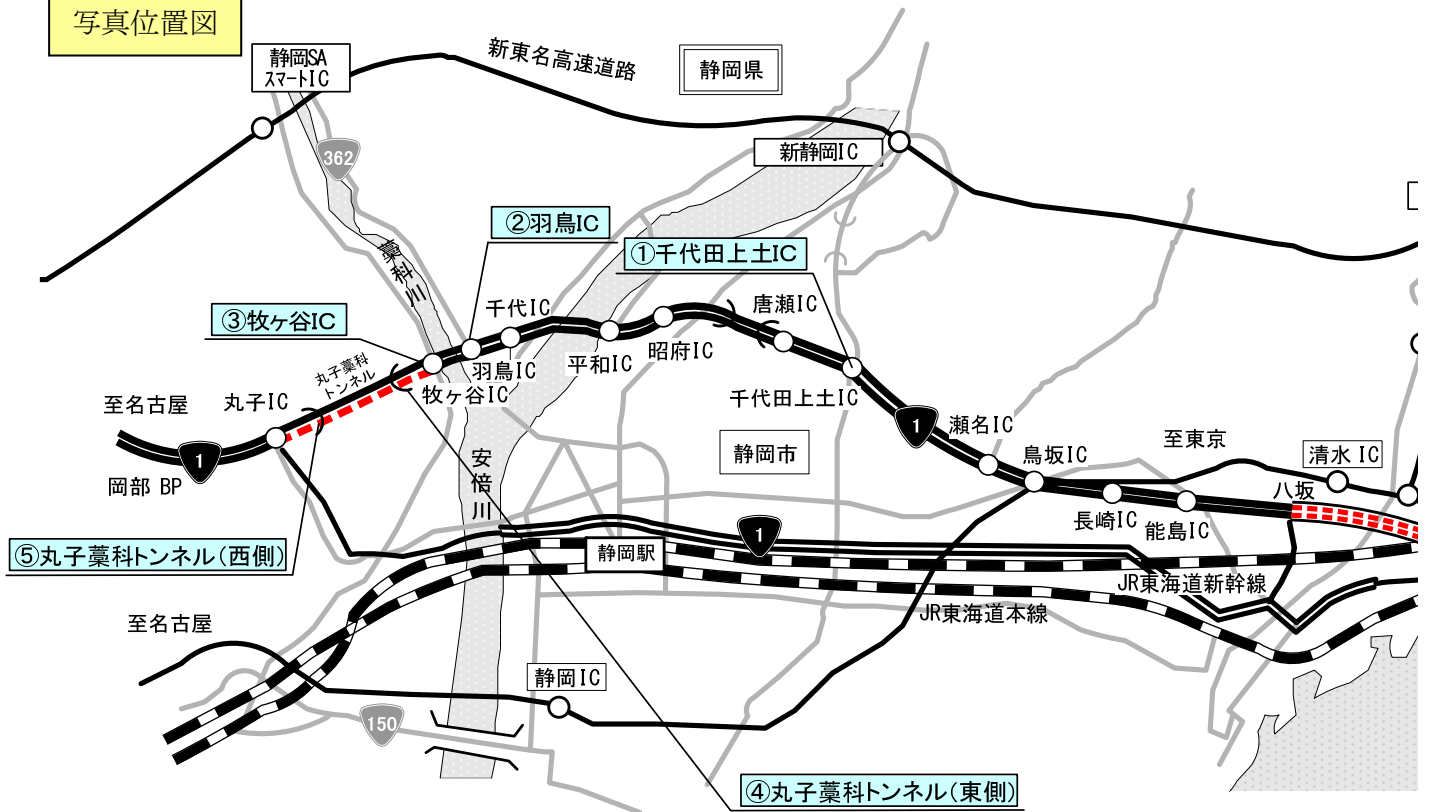 写真位置図
静岡SA
スマートIC
新東名高速道路
静岡県
362
新静岡IC
②羽鳥IC
①千代田上土IC
藁科川
③牧ヶ谷IC
千代IC
唐瀬IC
羽鳥IC
平和IC
昭府IC
丸子藁科
トンネル
牧ヶ谷IC
至名古屋
丸子IC
千代田上土IC
1
瀬名IC
静岡市
鳥坂IC
至東京
清水 IC
1
岡部 BP
安倍川
八坂
長崎IC
能島IC
1
⑤丸子藁科トンネル(西側)
静岡駅
JR東海道新幹線
JR東海道本線
至名古屋
静岡IC
150
④丸子藁科トンネル(東側)